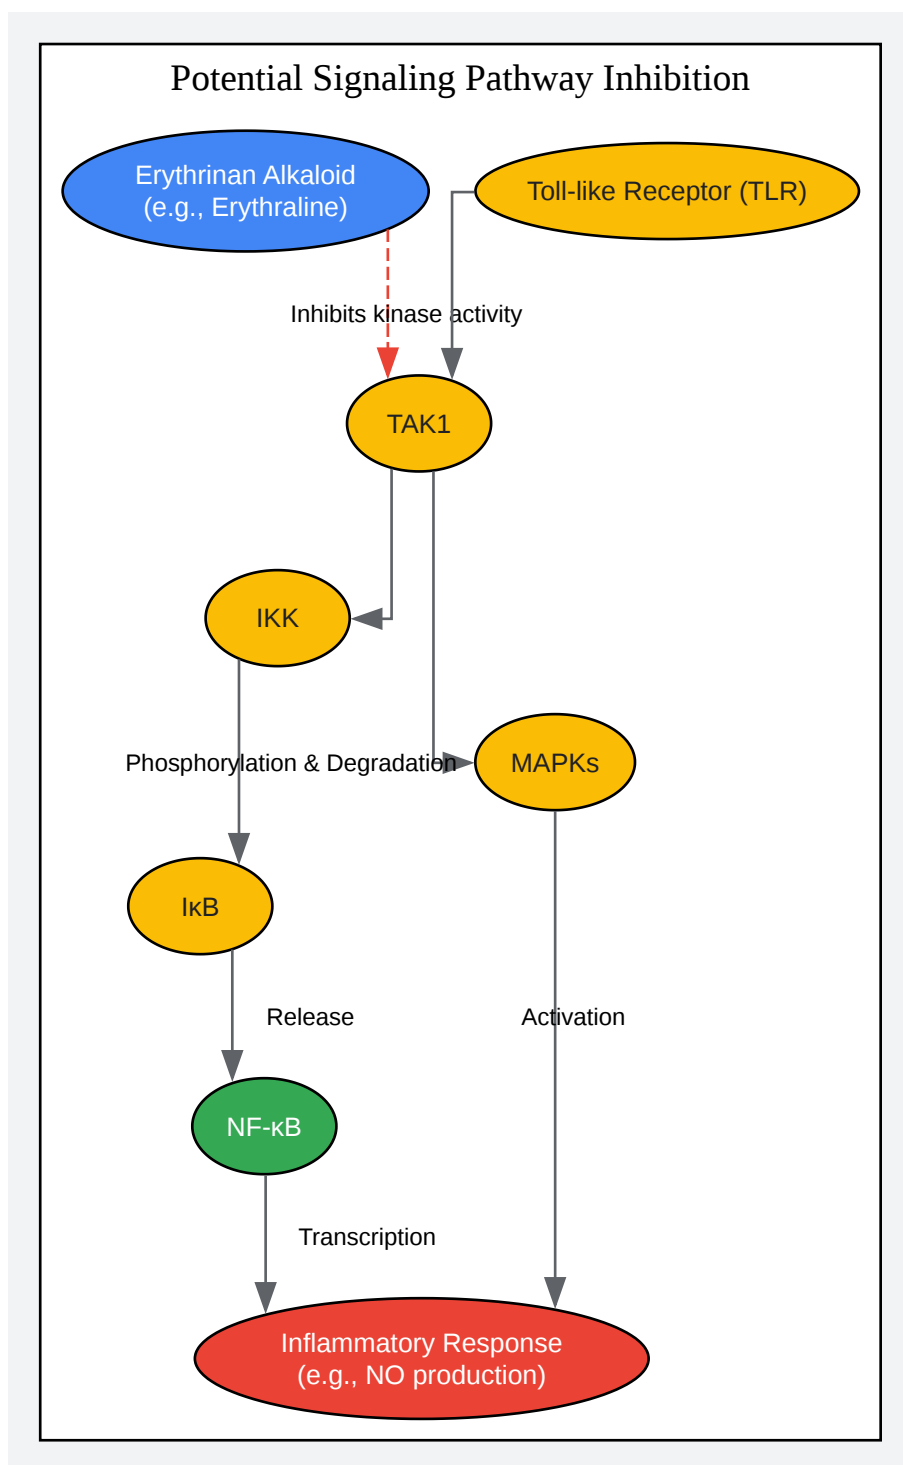 Potential Signaling Pathway Inhibition
Erythrinan Alkaloid
(e.g., Erythraline)
Toll-like Receptor (TLR)
Inhibits kinase activity
TAK1
IKK
Phosphorylation & Degradation
MAPKs
IκB
Release
Activation
NF-κB
Transcription
Inflammatory Response
(e.g., NO production)